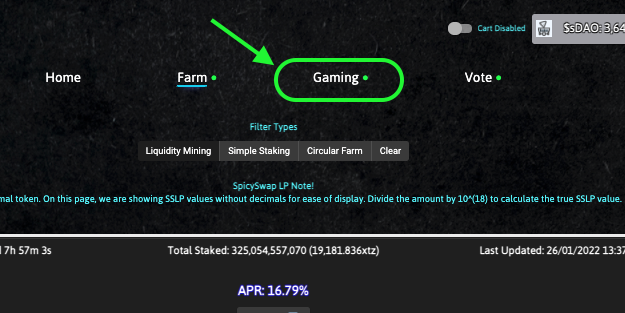 Cart Disabled
$sDAO: 3,64
Home
Farm
Gaming
Vote
Filter Types
Liquidity Mining
Simple Staking
Circular Farm
Clear
SpicySwap LP Note!
mal token. On this page, we are showing SSLP values without decimals for ease of display. Divide the amount by 10^(18) to calculate the true SSLP value.
7h 57m 3s
Total Staked: 325,054,557,070 (19,181.836xtz)
Last Updated: 26/01/2022 13:37
APR: 16.79%